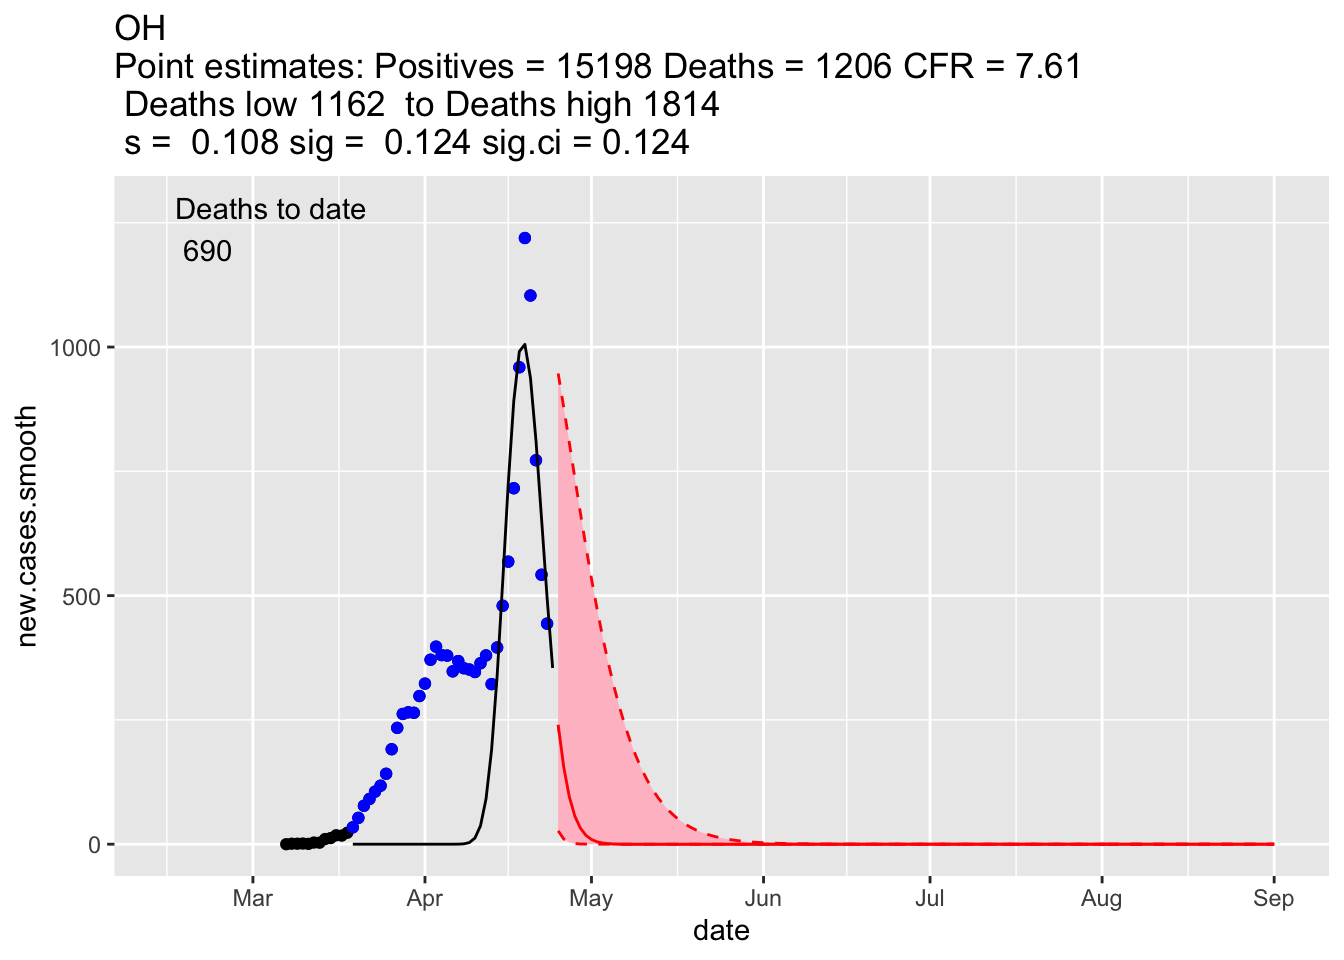 OH
Point estimates: Positives = 15198 Deaths = 1206 CFR = 7.61
Deaths low 1162  to Deaths high 1814
s =  0.108 sig =  0.124 sig.ci = 0.124
Deaths to date
690
1000
500
0
new.cases.smooth
Mar Apr May Jun Jul Aug Sep
date